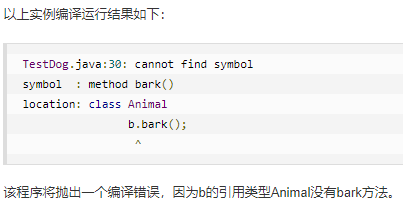 以上实例编译运行结果如下：
TestDog.java:30: cannot find symbol
symbol  : method bark()
location: class Animal
                b.bark();
                 ^
该程序将抛出一个编译错误，因为b的引用类型Animal没有bark方法。